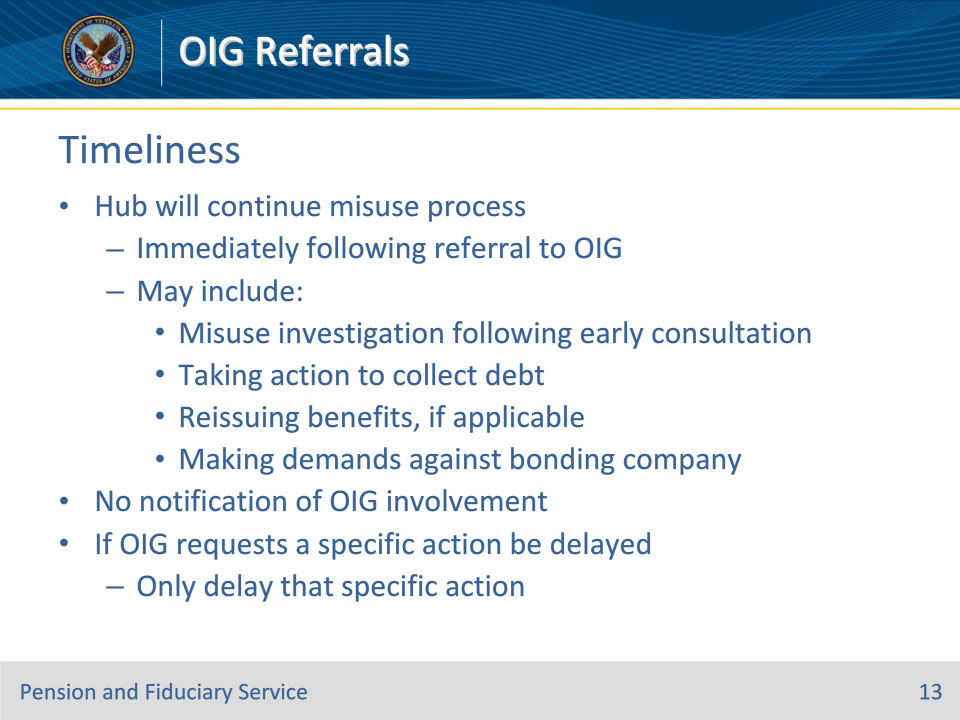 OIG Referrals
Timeliness
• Hub will continue misuse process
– Immediately following referral to OIG
– May include:
• Misuse investigation following early consultation
• Taking action to collect debt
• Reissuing benefits, if applicable
• Making demands against bonding company
• No notification of OIG involvement
• If OIG requests a specific action be delayed
– Only delay that specific action
Pension and Fiduciary Service
13